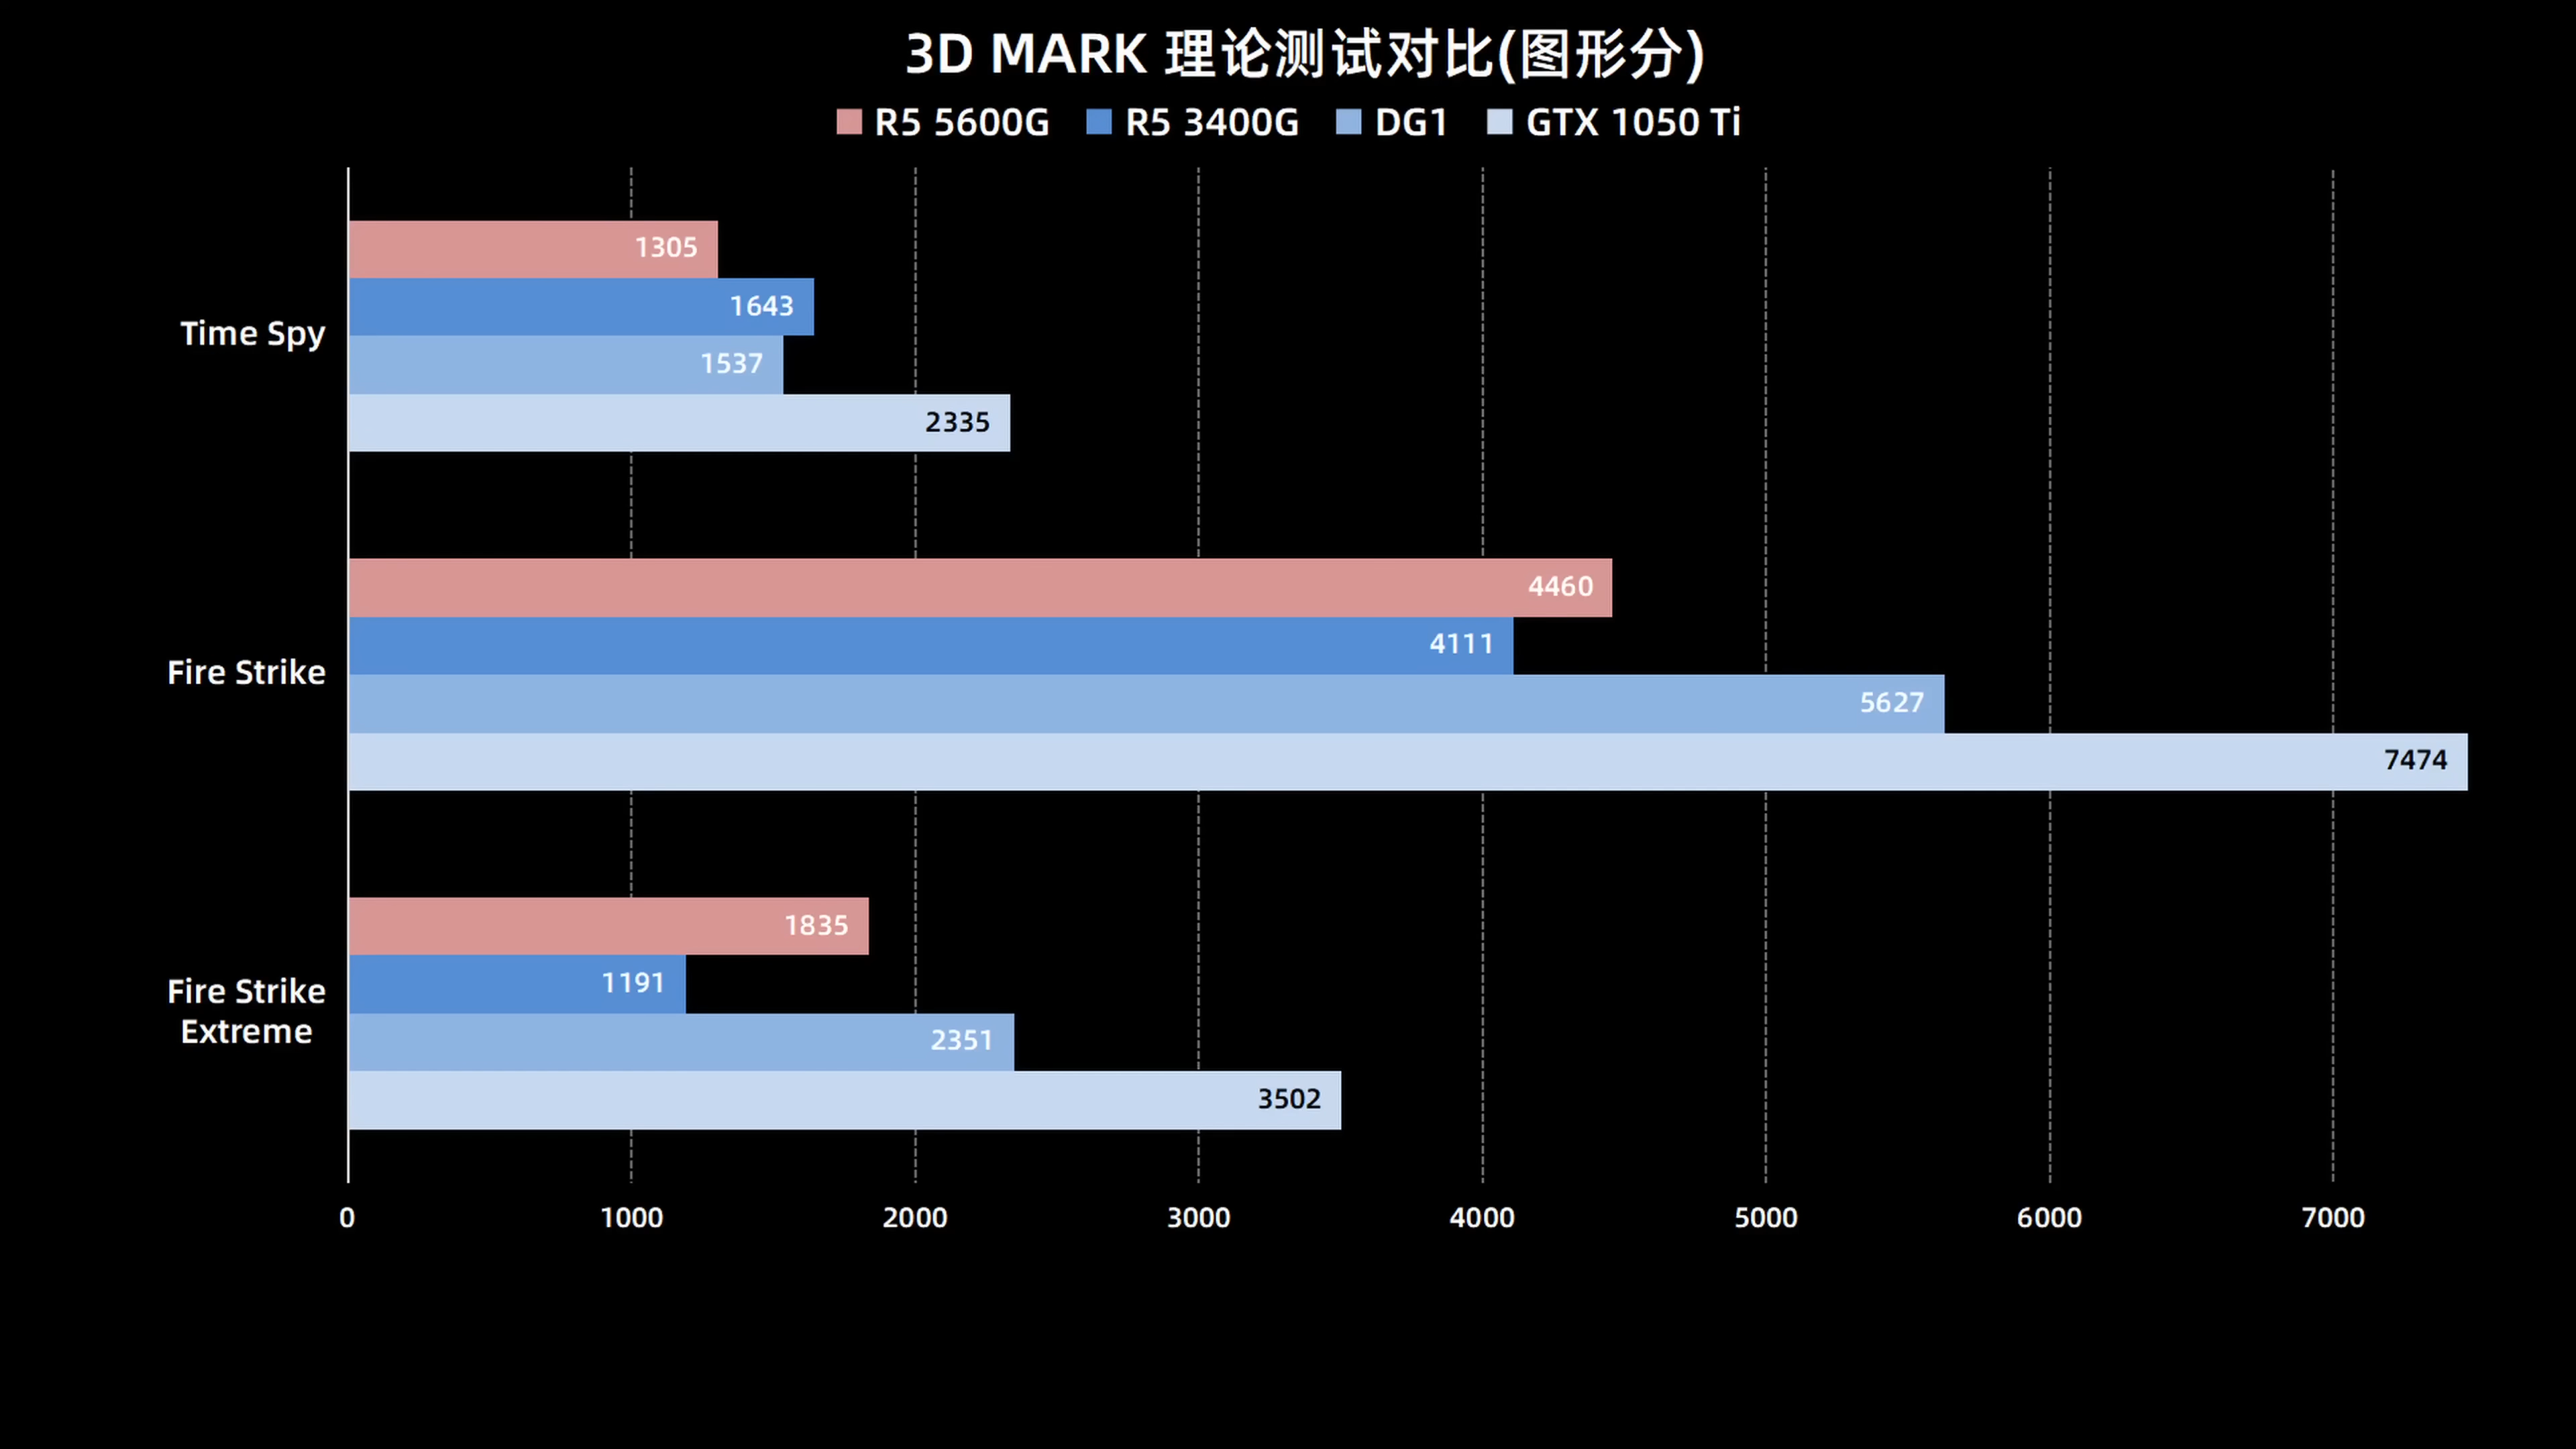 3D MARK 理论测试对比(图形分)
R5 5600G R5 3400G DG1 GTX 1050 Ti
Time Spy
1305
1643
1537
2335
Fire Strike
4460
4111
5627
7474
Fire Strike
Extreme
1835
1191
2351
3502
0 1000 2000 3000 4000 5000 6000 7000